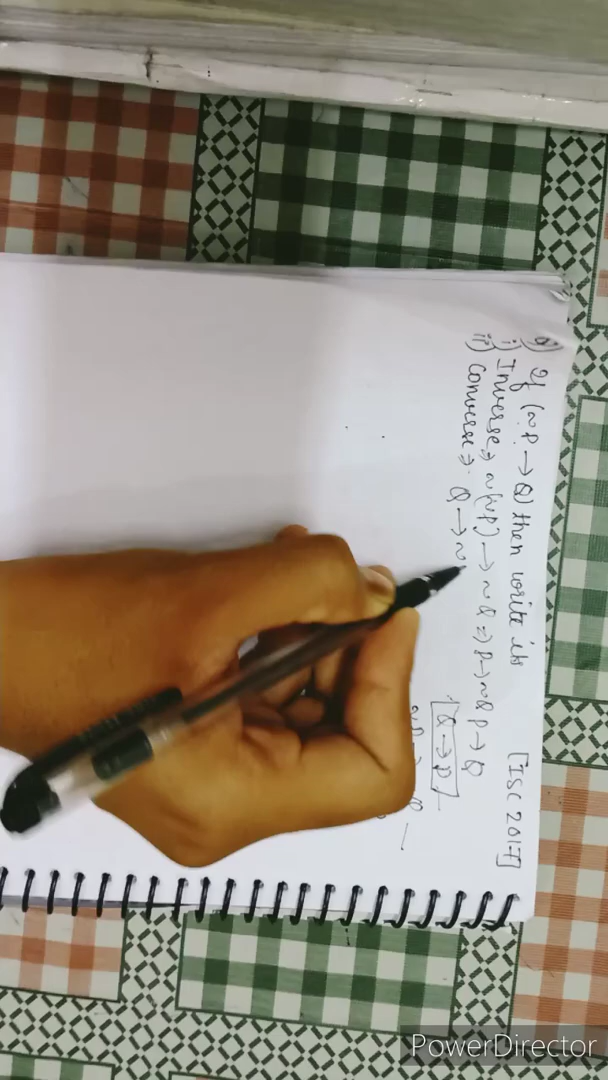 Q) If (~P → Q) then write its [ISC 2017]
i) Inverse ⇒ ~(~P) → ~Q ⇒ P → ~Q P → Q
ii) Converse ⇒ Q → ~ Q → P
PowerDirector